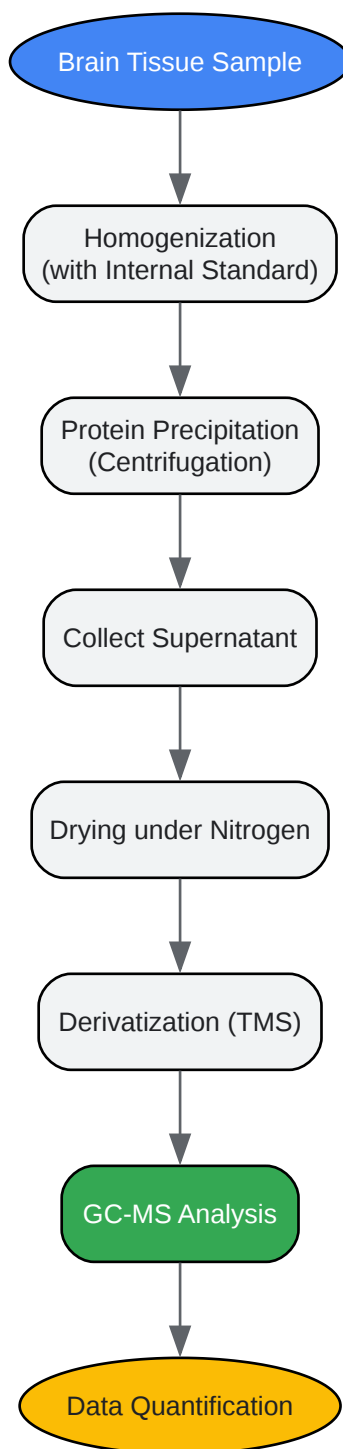 Brain Tissue Sample
Homogenization
(with Internal Standard)
Protein Precipitation
(Centrifugation)
Collect Supernatant
Drying under Nitrogen
Derivatization (TMS)
GC-MS Analysis
Data Quantification